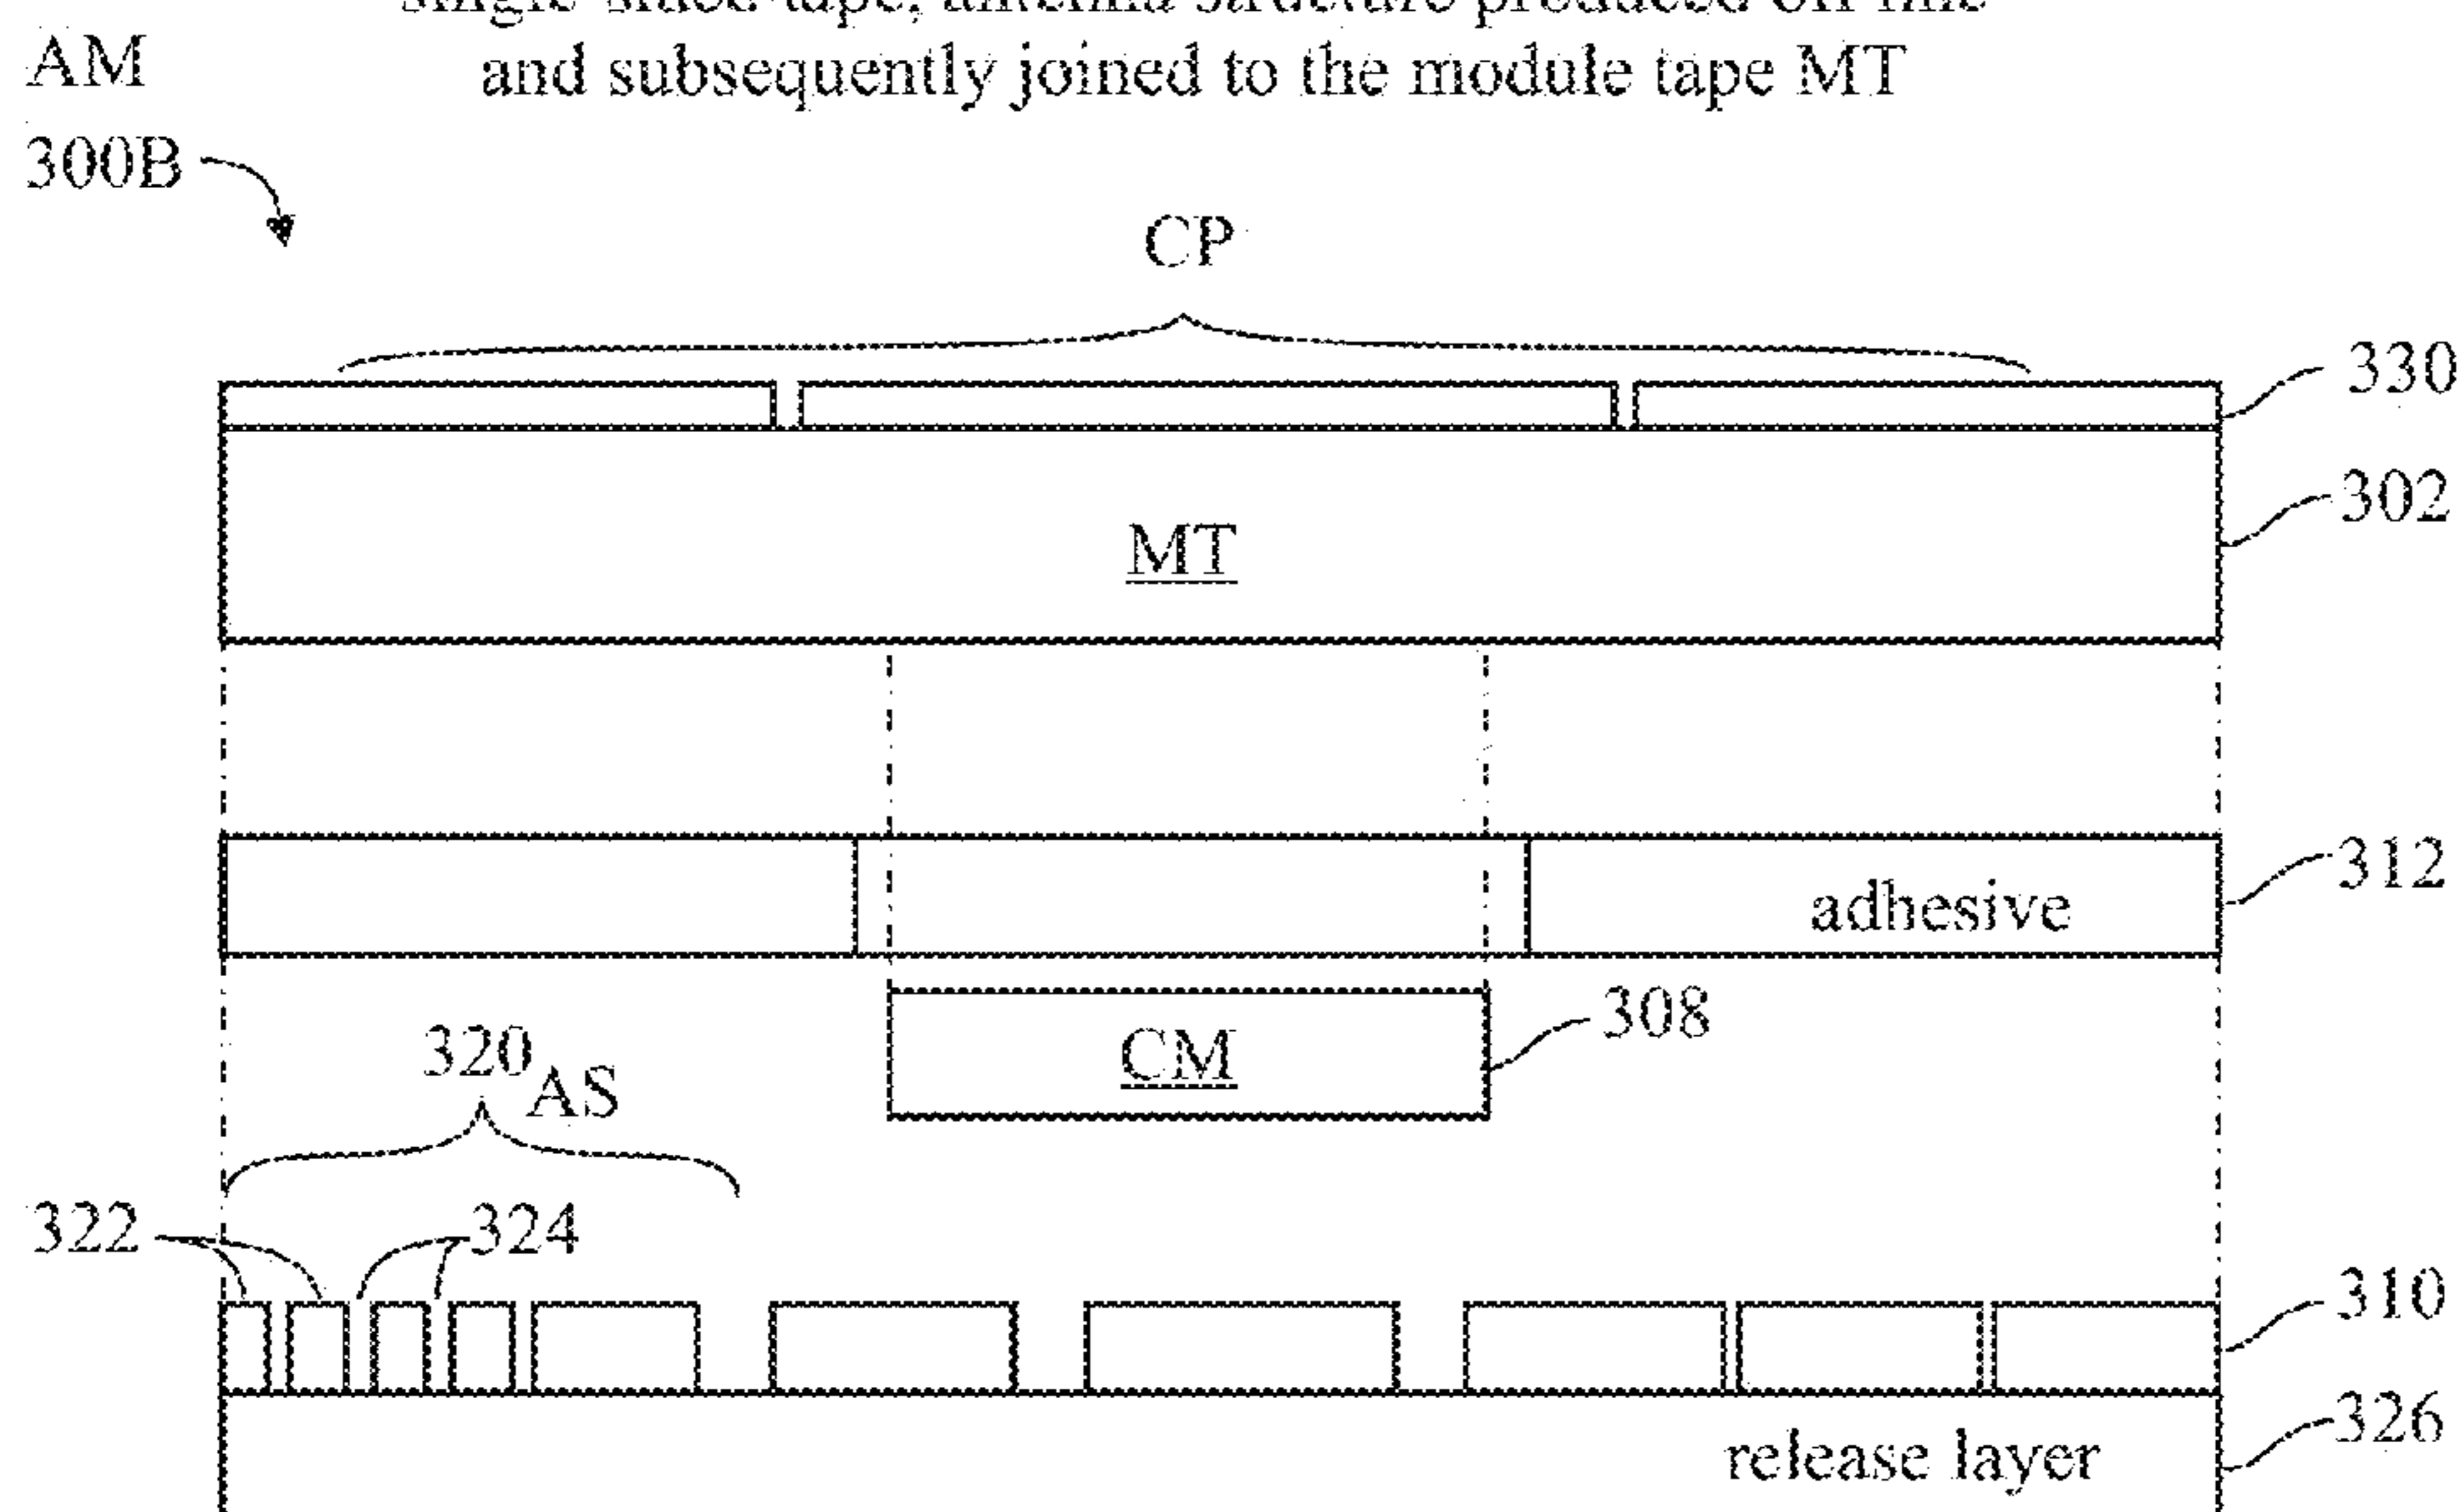 and subsequently joined to the module tape MT
AM
300B
CP
330
302
MT
312
adhesive
308
CM
320
AS
322
324
310
326
release layer